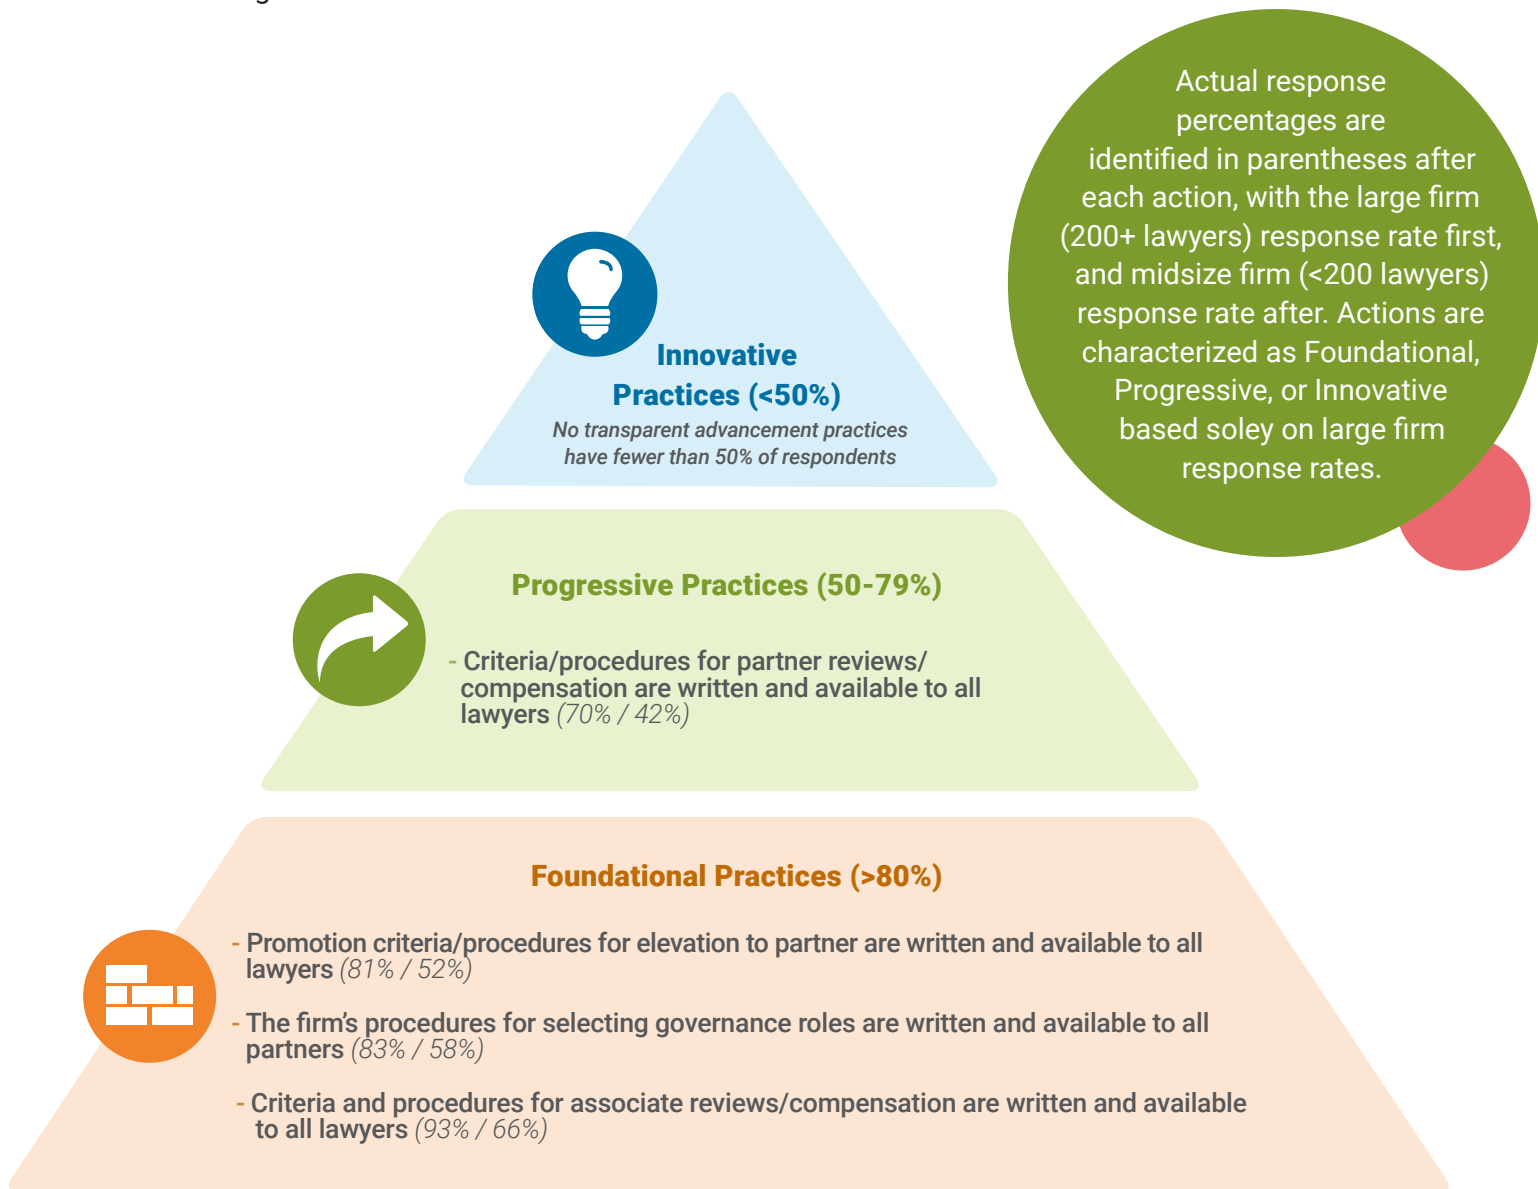 Actual response
percentages are
identified in parentheses after
each action, with the large firm
(200+ lawyers) response rate first,
and midsize firm (<200 lawyers)
response rate after. Actions are
characterized as Foundational,
Progressive, or Innovative
based soley on large firm
response rates.
Innovative
Practices (<50%)
No transparent advancement practices
have fewer than 50% of respondents
Progressive Practices (50-79%)
- Criteria/procedures for partner reviews/
compensation are written and available to all
lawyers (70% / 42%)
Foundational Practices (>80%)
- Promotion criteria/procedures for elevation to partner are written and available to all
lawyers (81% / 52%)
- The firm’s procedures for selecting governance roles are written and available to all
partners (83% / 58%)
- Criteria and procedures for associate reviews/compensation are written and available
to all lawyers (93% / 66%)